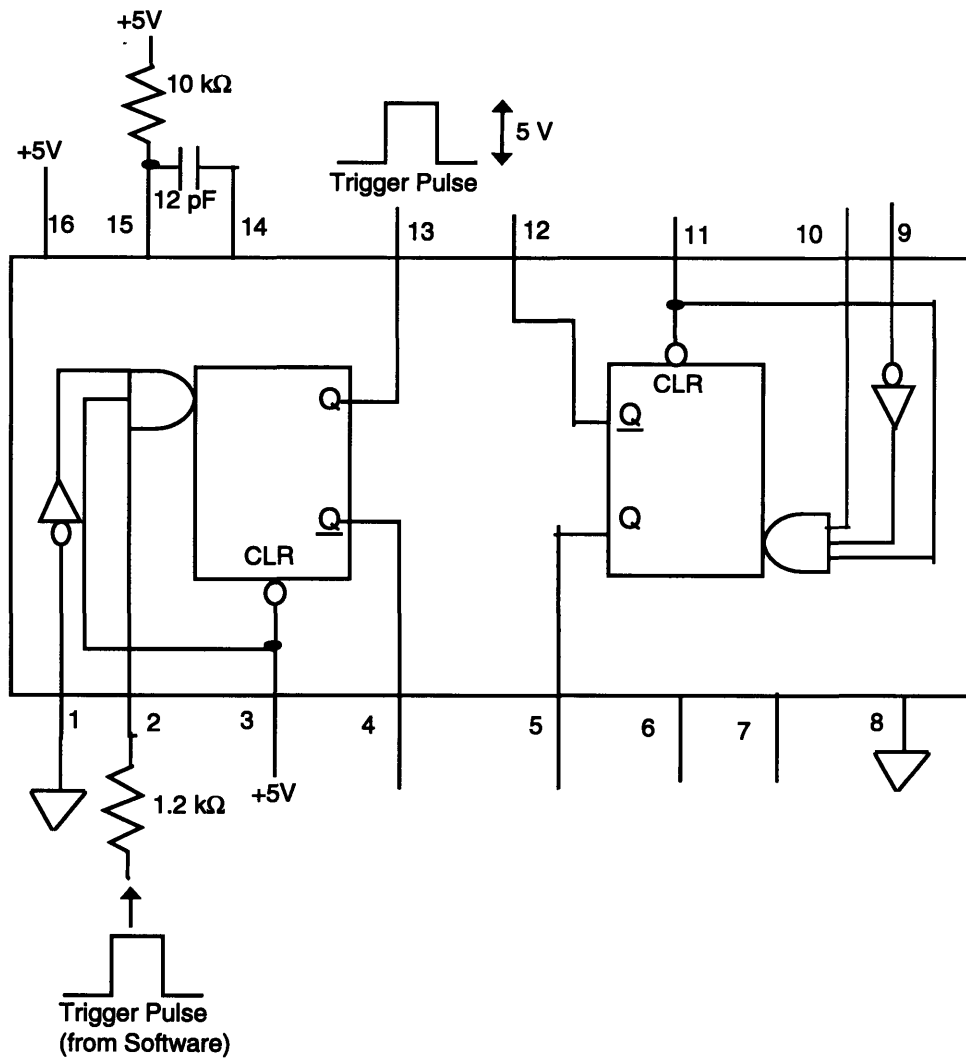 +5V
10 kΩ
5 V
+5V
Trigger Pulse
12 pF
16
15
14
13
12
11
10
9
CLR
Q
Q
Q
Q
CLR
1
2
3
4
5
6
7
8
1.2 kΩ
+5V
Trigger Pulse
(from Software)